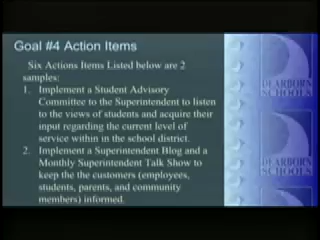 Goal #4 Action Items
Six Actions Items Listed below are 2
samples:
1. Implement a Student Advisory
Committee to the Superintendent to listen
to the views of students and acquire their
input regarding the current level of
service within in the school district.
2. Implement a Superintendent Blog and a
Monthly Superintendent Talk Show to
keep the the customers (employees,
students, parents, and community
members) informed.
DEARBORN
SCHOOLS
DEARBORN
SCHOOLS